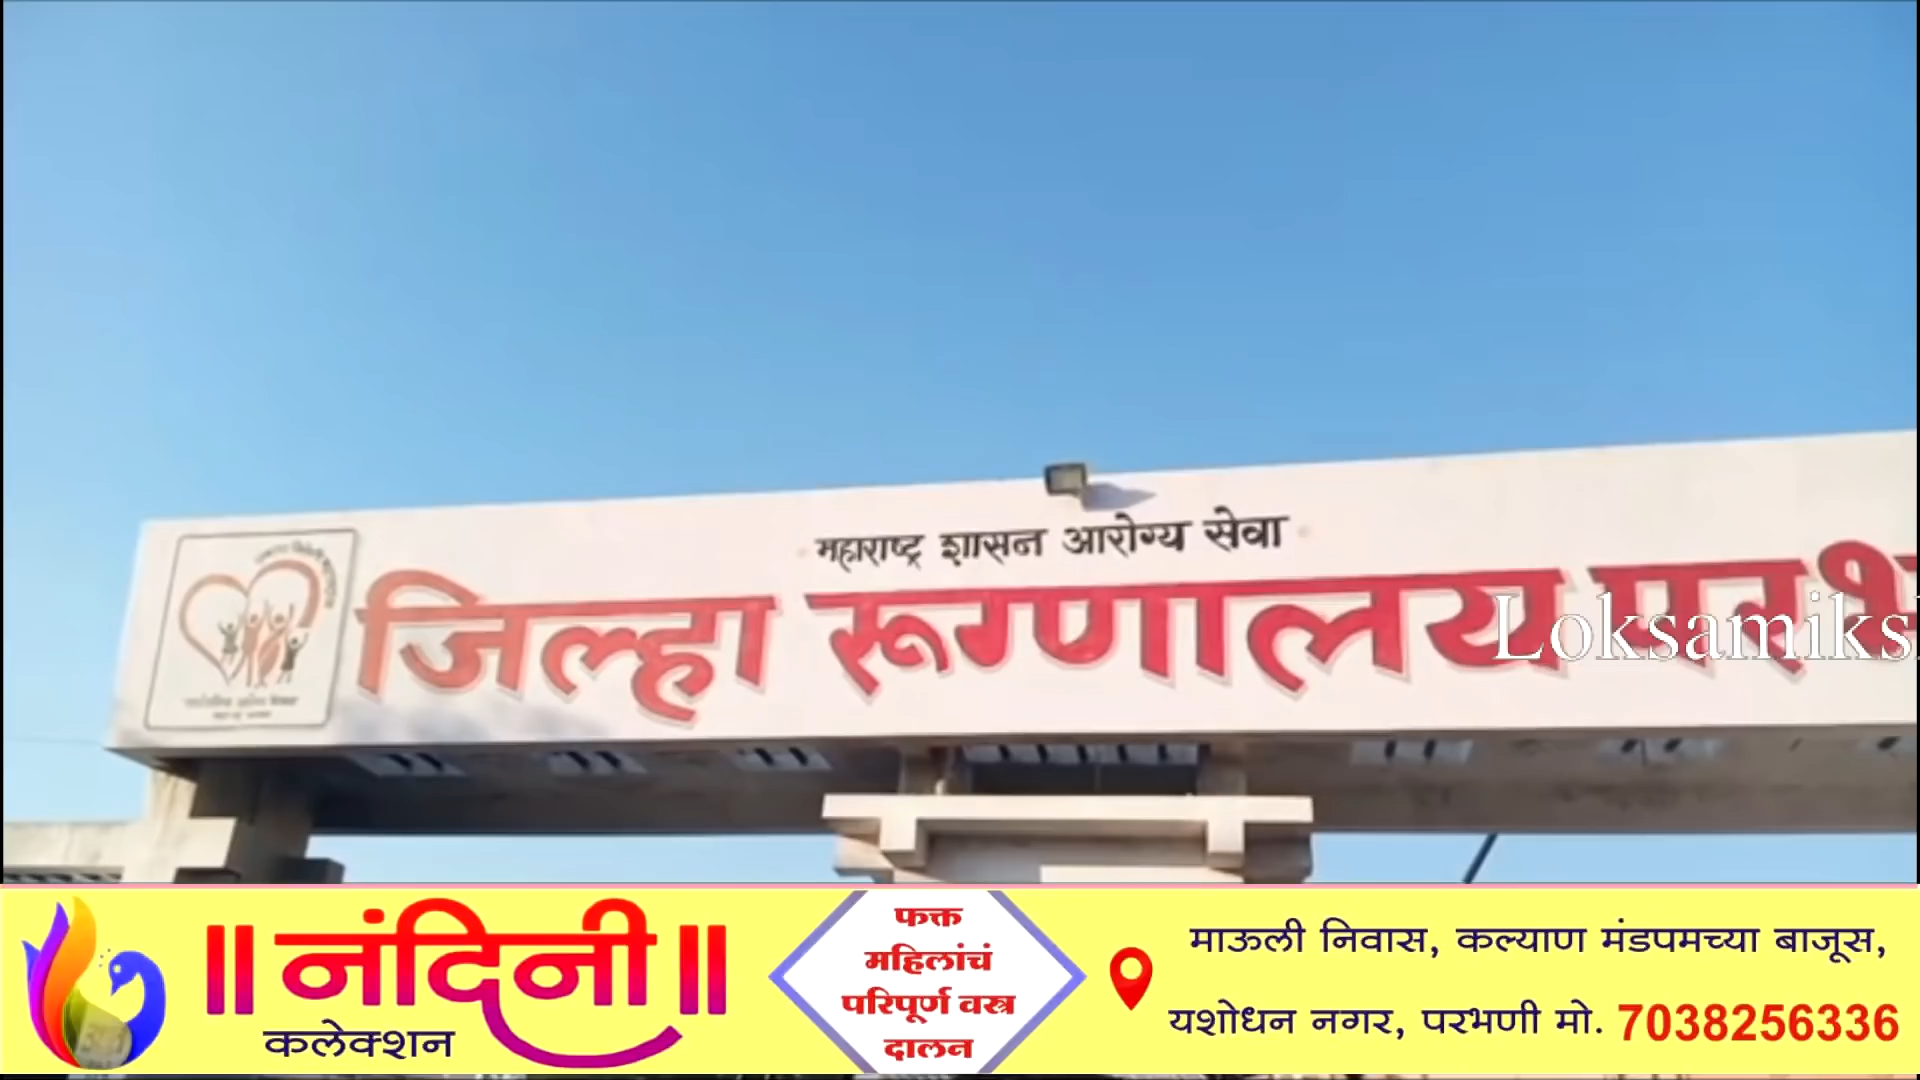 महाराष्ट्र शासन आरोग्य सेवा
जिल्हा रूग्णालय
Loksamiks
॥ नंदिनी ॥
कलेक्शन
फक्त
महिलांचं
परिपूर्ण वस्त्र
दालन
माऊली निवास, कल्याण मंडपमच्या बाजूस,
यशोधन नगर, परभणी मो. 7038256336